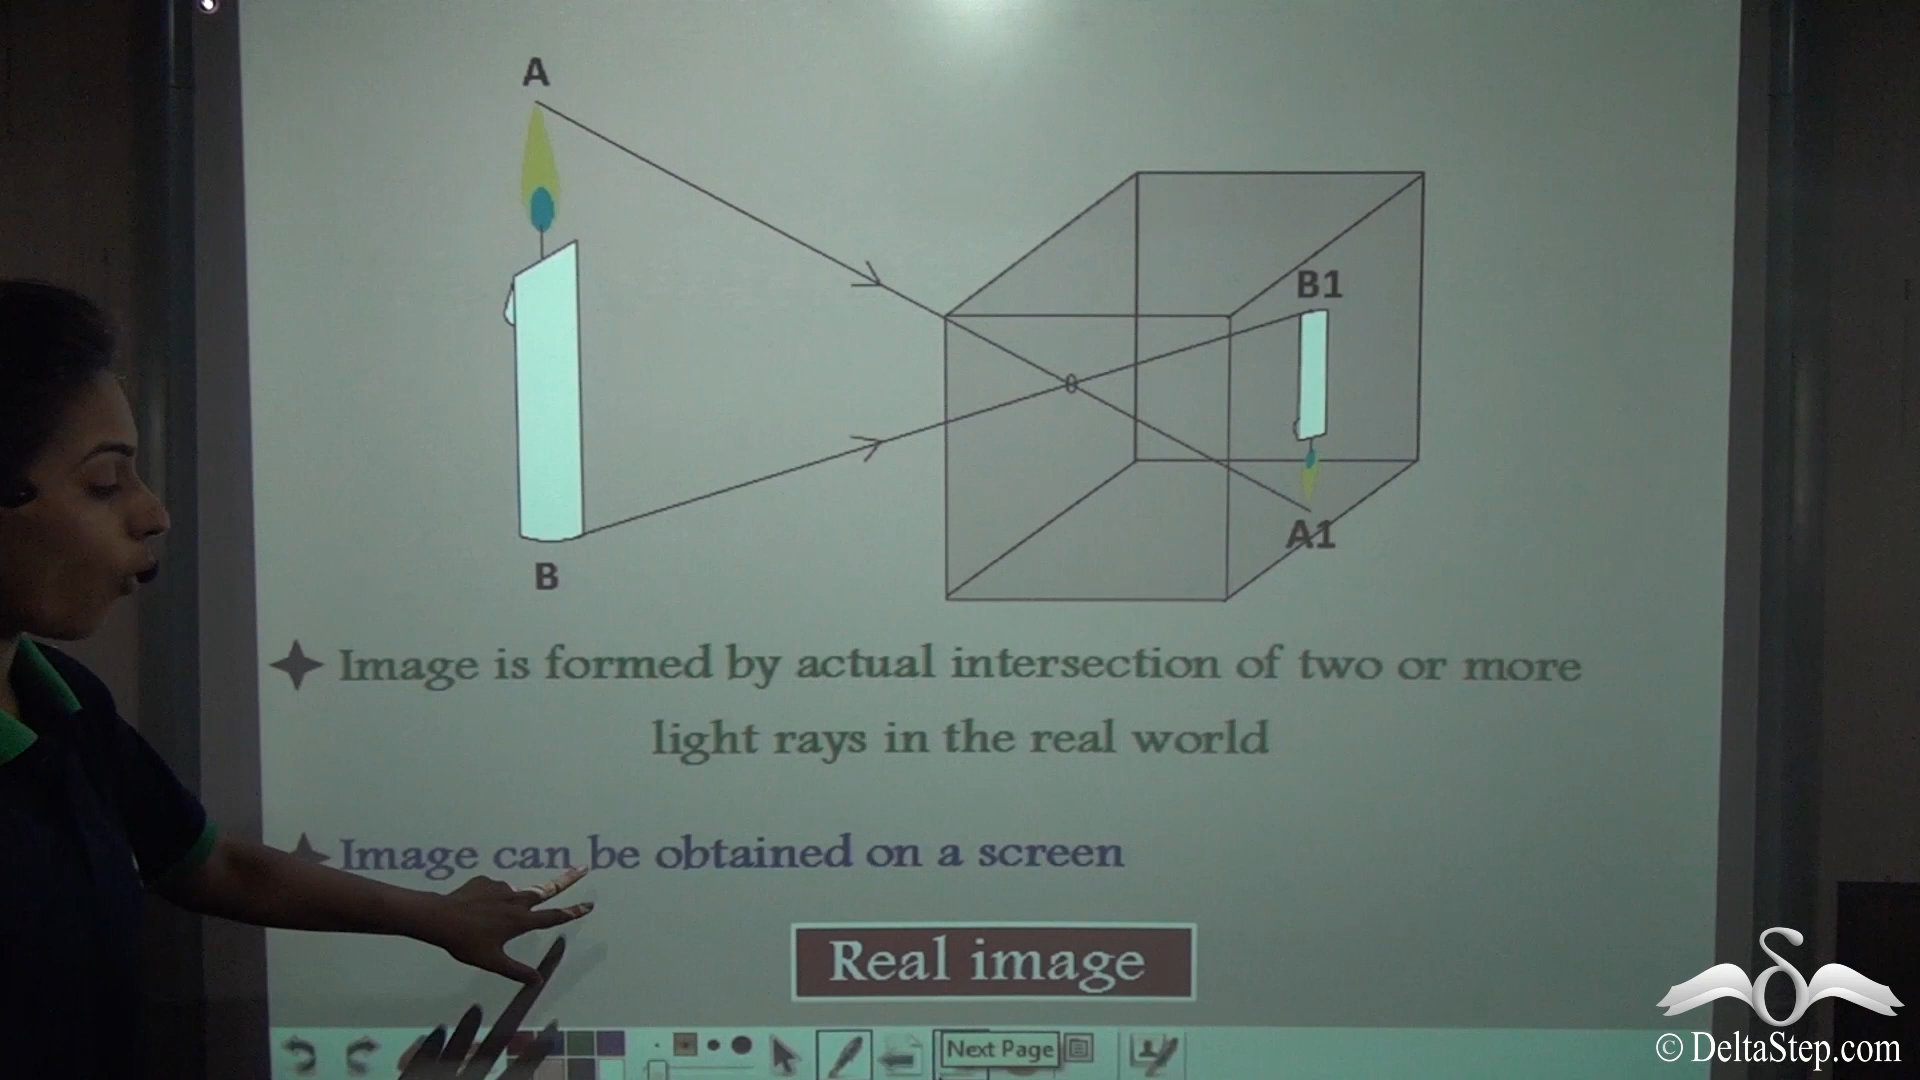 A
B1
A1
B
Image is formed by actual intersection of two or more
light rays in the real world
Image can be obtained on a screen
Real image
Next Page
© DeltaStep.com